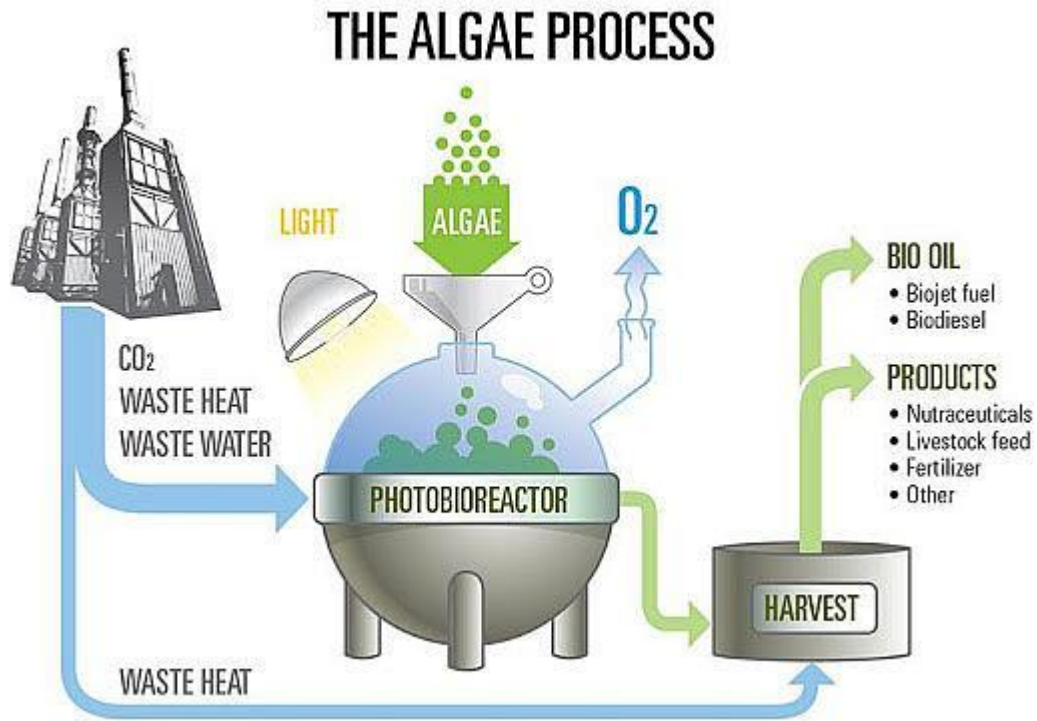 THE ALGAE PROCESS
LIGHT
ALGAE
O2
CO2
WASTE HEAT
WASTE WATER
PHOTOBIOREACTOR
BIO OIL
• Biojet fuel
• Biodiesel
PRODUCTS
• Nutraceuticals
• Livestock feed
• Fertilizer
• Other
HARVEST
WASTE HEAT